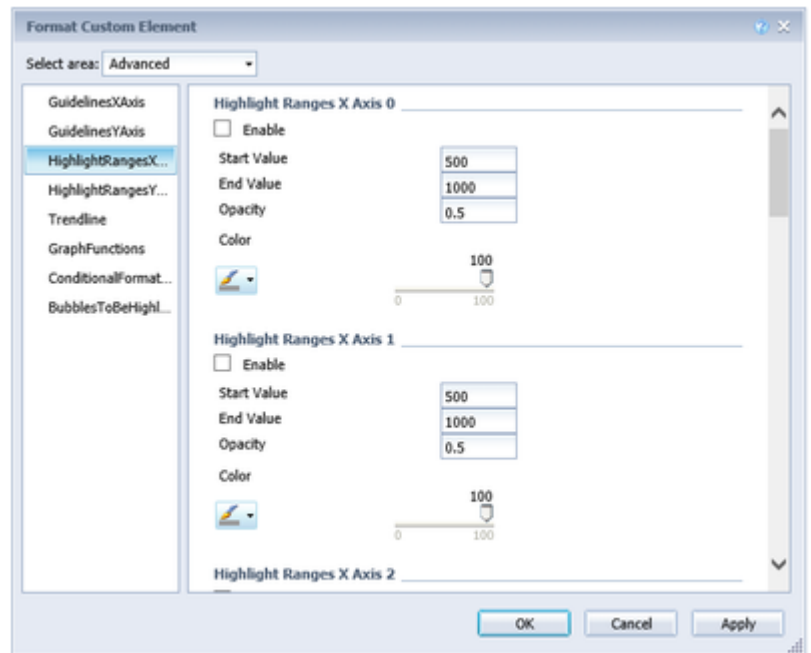 Format Custom Element
Select area: Advanced
GuidelinesXAxis
GuidelinesYAxis
HighlightRangesX...
HighlightRangesY...
Trendline
GraphFunctions
ConditionalFormat...
BubblesToBeHighl...
Highlight Ranges X Axis 0
Enable
Start Value 500
End Value 1000
Opacity 0.5
Color
100
0 100
Highlight Ranges X Axis 1
Enable
Start Value 500
End Value 1000
Opacity 0.5
Color
100
0 100
Highlight Ranges X Axis 2
OK Cancel Apply